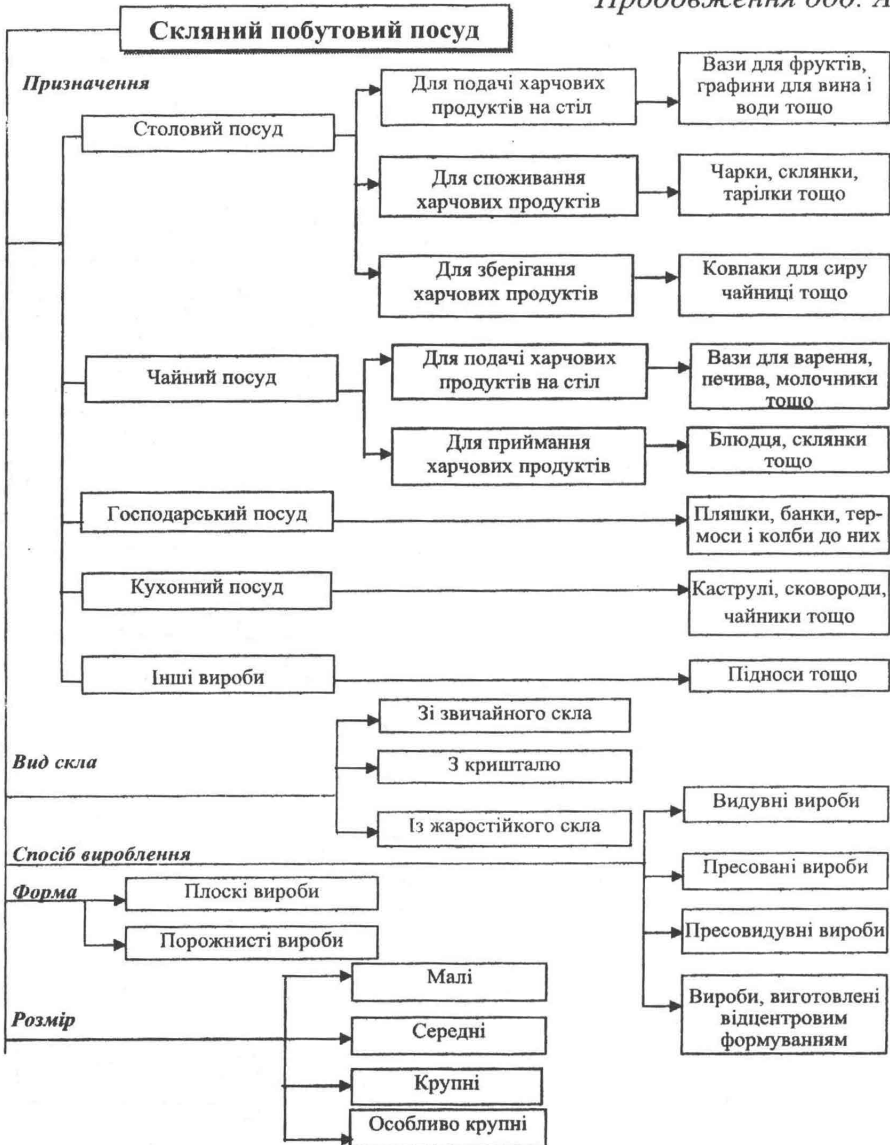 Продовження дод. А
Скляний побутовий посуд
Призначення
Столовий посуд
Для подачі харчових
продуктів на стіл
Вази для фруктів,
графини для вина і
води тощо
Для споживання
харчових продуктів
Чарки, склянки,
тарілки тощо
Для зберігання
харчових продуктів
Ковпаки для сиру
чайниці тощо
Чайний посуд
Для подачі харчових
продуктів на стіл
Вази для варення,
печива, молочники
тощо
Для приймання
харчових продуктів
Блюдця, склянки
тощо
Господарський посуд
Пляшки, банки, тер-
моси і колби до них
Кухонний посуд
Каструлі, сковороди,
чайники тощо
Інші вироби
Підноси тощо
Вид скла
Зі звичайного скла
З кришталю
Із жаростійкого скла
Спосіб вироблення
Видувні вироби
Пресовані вироби
Пресовидувні вироби
Вироби, виготовлені
відцентровим
формуванням
Форма
Плоскі вироби
Порожнисті вироби
Розмір
Малі
Середні
Крупні
Особливо крупні